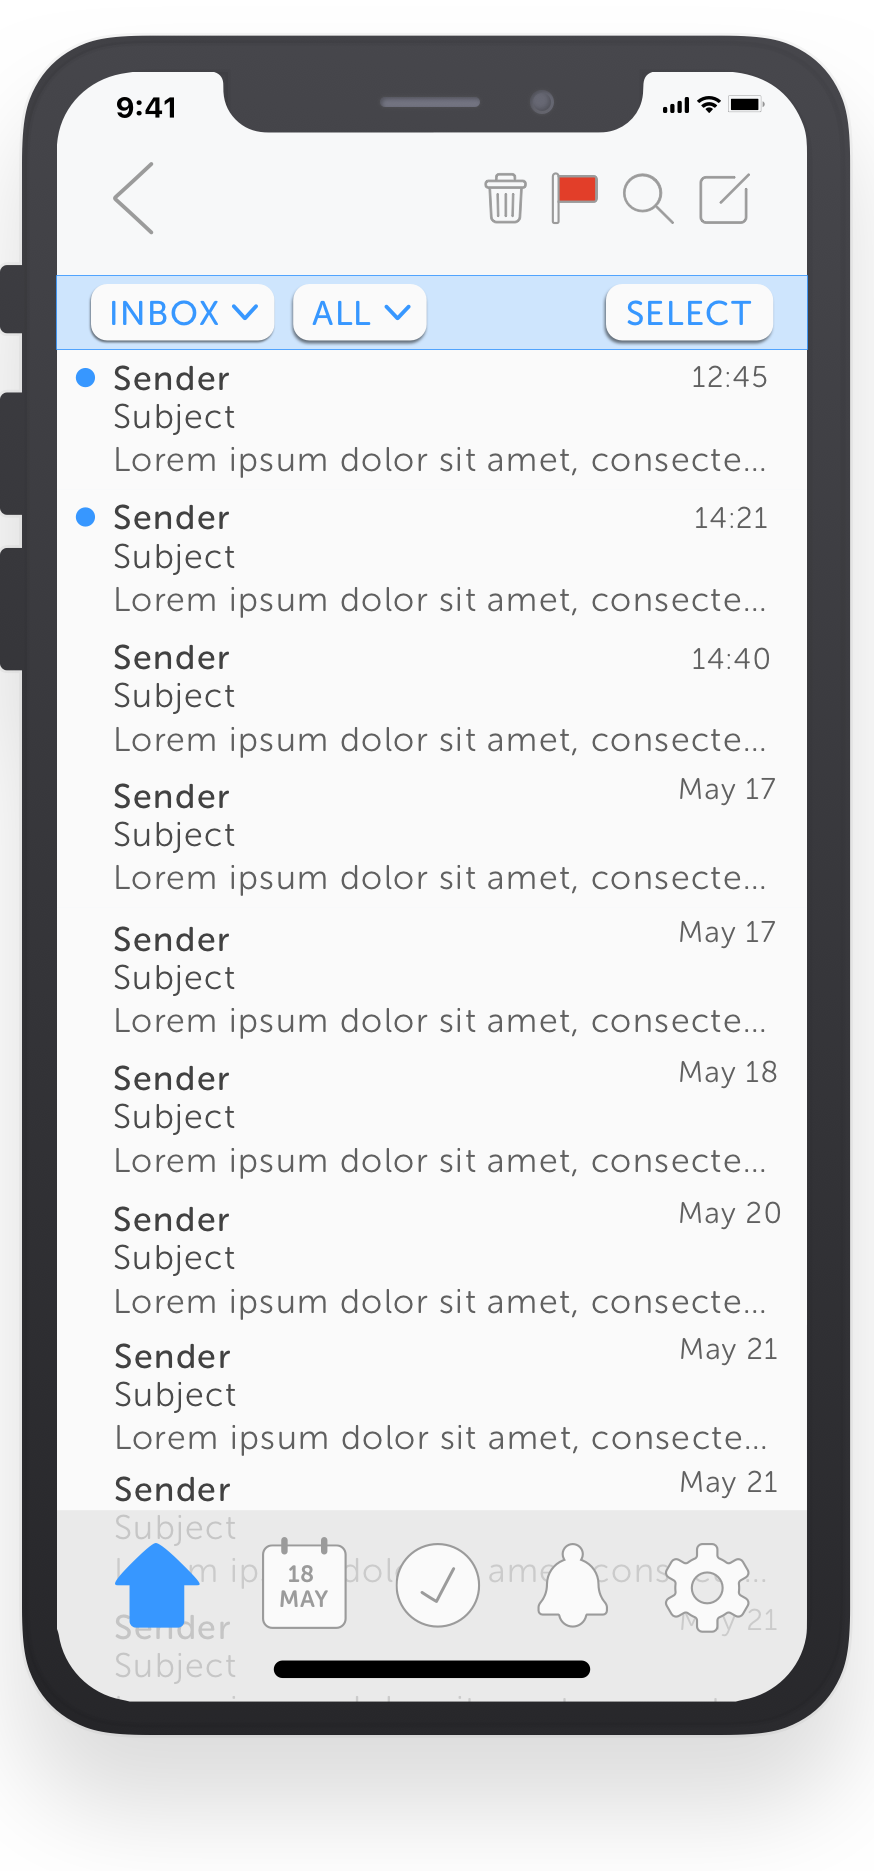 9:41
INBOX ALL SELECT
Sender 12:45
Subject
Lorem ipsum dolor sit amet, consecte...
Sender 14:21
Subject
Lorem ipsum dolor sit amet, consecte...
Sender 14:40
Subject
Lorem ipsum dolor sit amet, consecte...
Sender May 17
Subject
Lorem ipsum dolor sit amet, consecte...
Sender May 17
Subject
Lorem ipsum dolor sit amet, consecte...
Sender May 18
Subject
Lorem ipsum dolor sit amet, consecte...
Sender May 20
Subject
Lorem ipsum dolor sit amet, consecte...
Sender May 21
Subject
Lorem ipsum dolor sit amet, consecte...
Sender May 21
Subject
18
MAY
Sender May 21
Subject